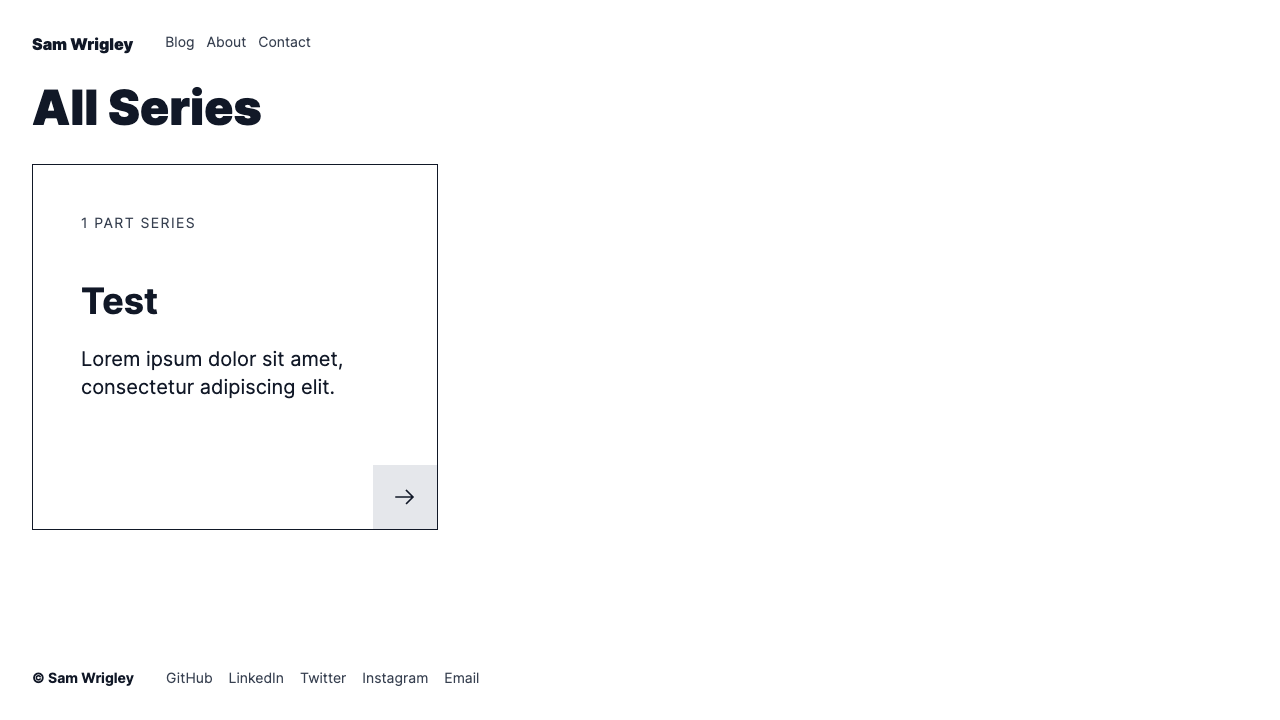 Sam Wrigley Blog About Contact
All Series
1 PART SERIES
Test
Lorem ipsum dolor sit amet,
consectetur adipiscing elit.
© Sam Wrigley GitHub LinkedIn Twitter Instagram Email